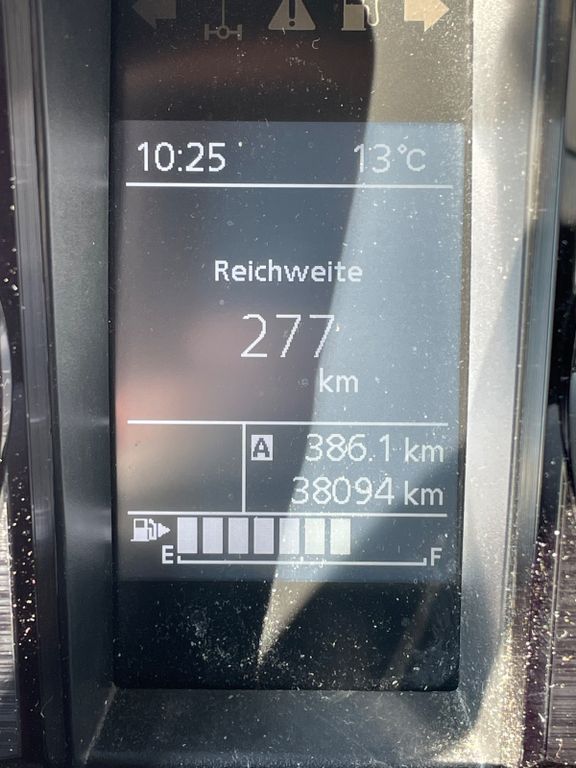 10:25 13°C
Reichweite
277
km
A 386.1 km
38094 km
E F